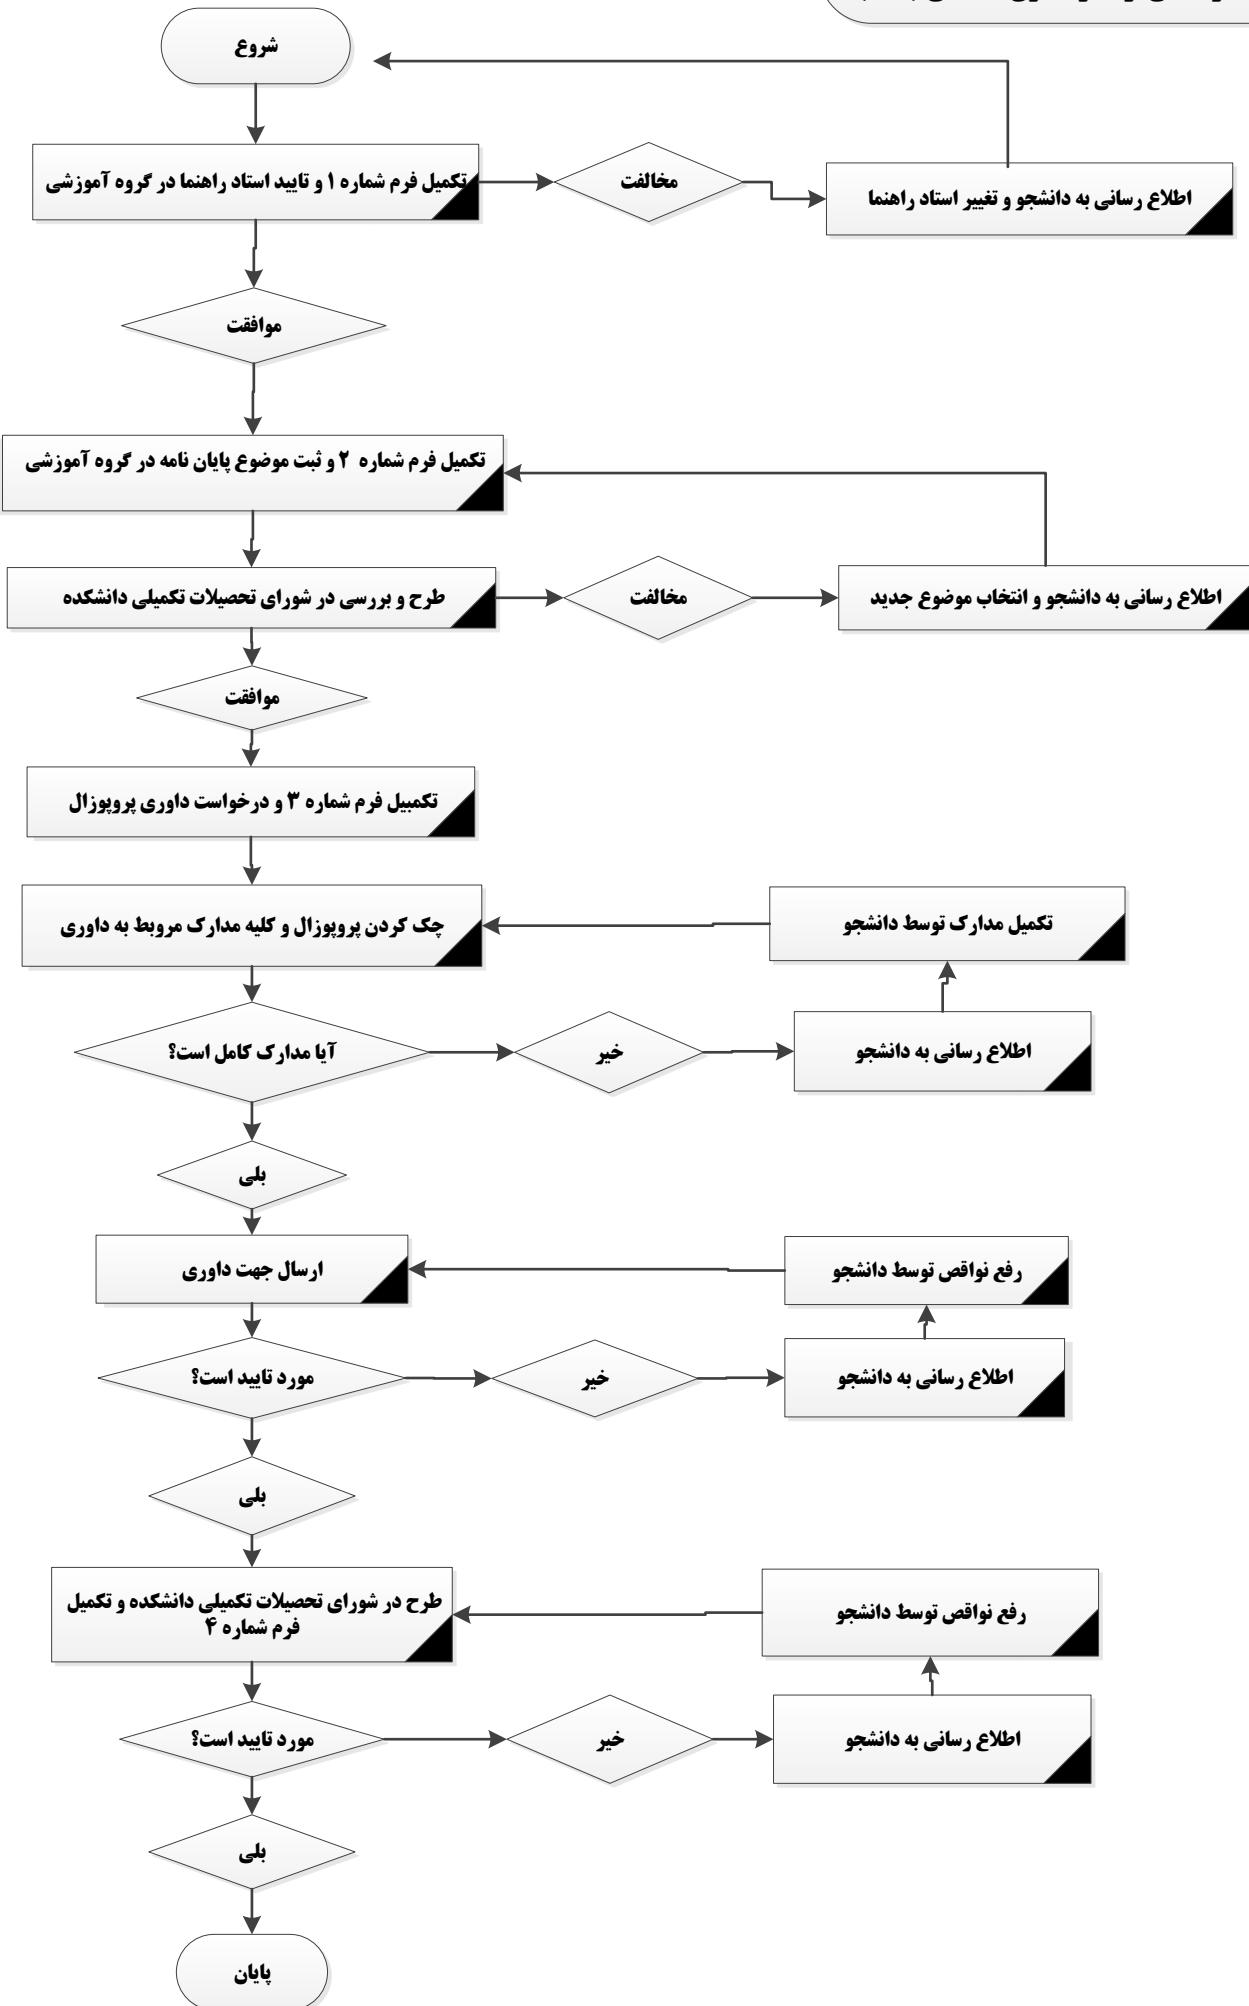 شروع
تکمیل فرم شماره ۱ و تایید استاد راهنما در گروه آموزشی
مخالفت
اطلاع رسانی به دانشجو و تغییر استاد راهنما
موافقت
تکمیل فرم شماره ۲ و ثبت موضوع پایان نامه در گروه آموزشی
طرح و بررسی در شورای تحصیلات تکمیلی دانشکده
مخالفت
اطلاع رسانی به دانشجو و انتخاب موضوع جدید
موافقت
تکمبیل فرم شماره ۳ و درخواست داوری پروپوزال
چک کردن پروپوزال و کلیه مدارک مروبط به داوری
تکمیل مدارک توسط دانشجو
آیا مدارک کامل است؟
خیر
اطلاع رسانی به دانشجو
بلی
ارسال جهت داوری
رفع نواقص توسط دانشجو
مورد تایید است؟
خیر
اطلاع رسانی به دانشجو
بلی
طرح در شورای تحصیلات تکمیلی دانشکده و تکمیل
فرم شماره ۴
رفع نواقص توسط دانشجو
مورد تایید است؟
خیر
اطلاع رسانی به دانشجو
بلی
پایان